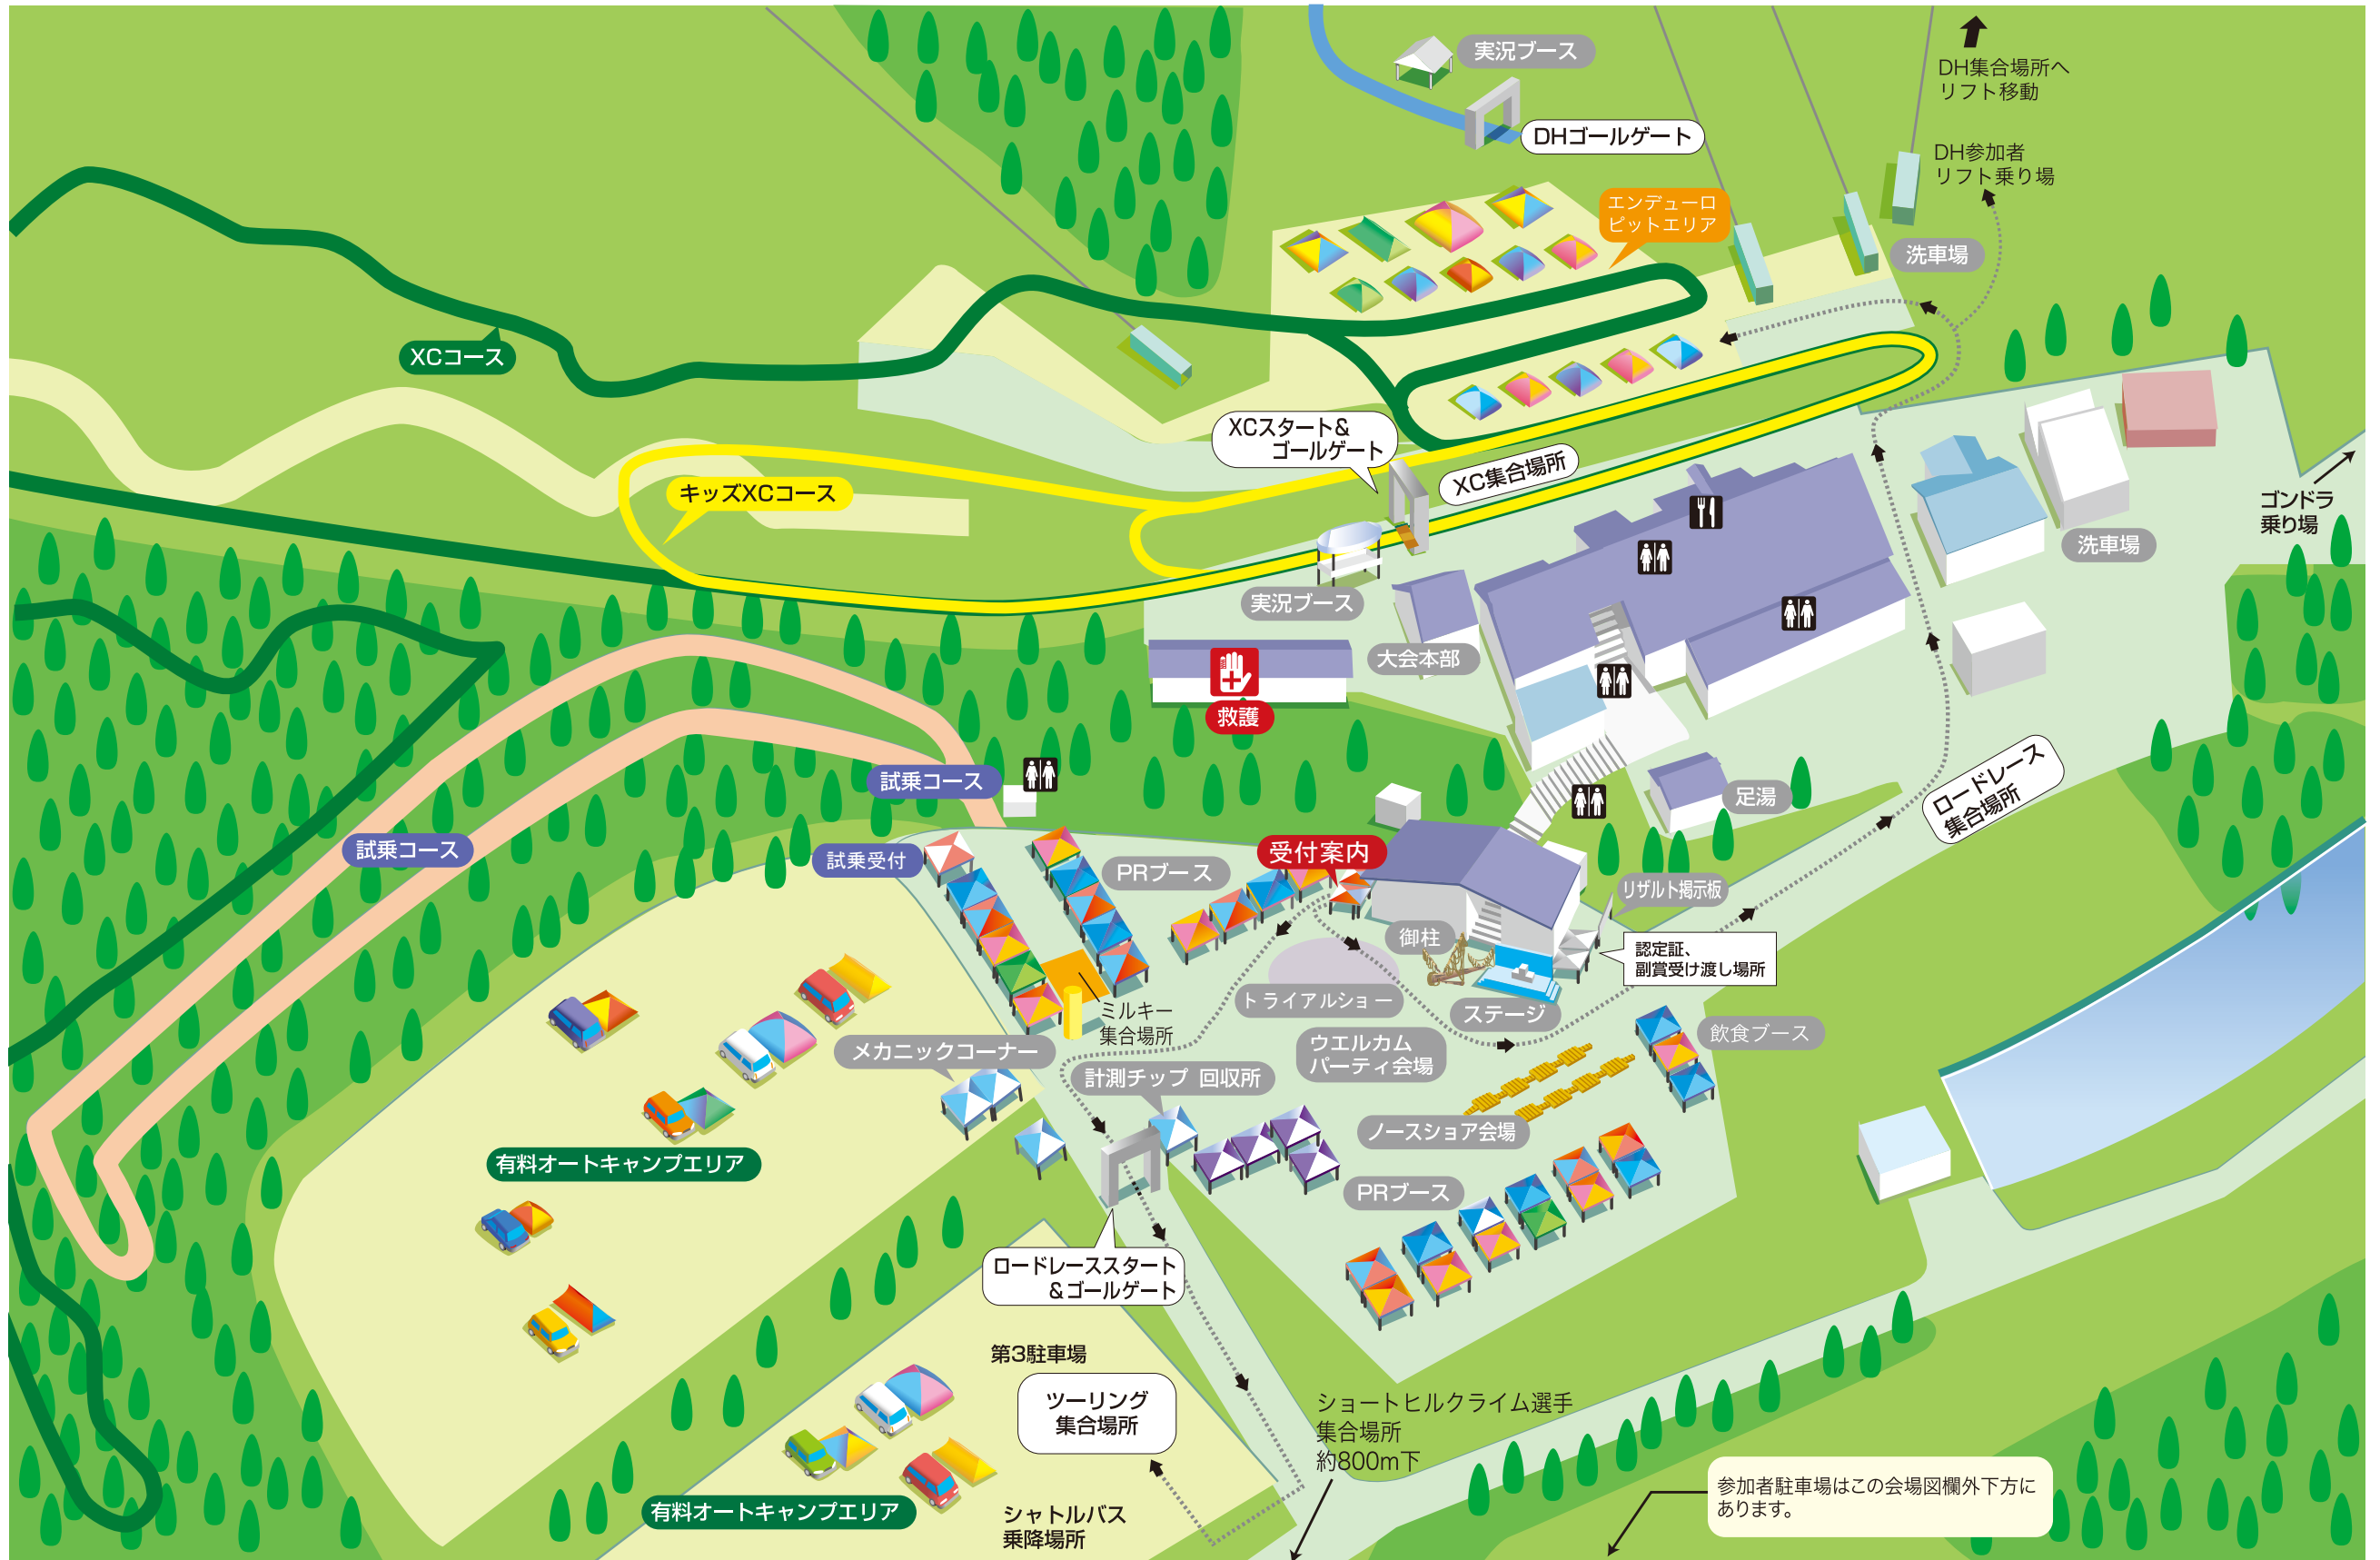 実況ブース
DHゴールゲート
DH集合場所へ
リフト移動
DH参加者
リフト乗り場
エンデューロ
ピットエリア
洗車場
XCコース
XCスタート&
ゴールゲート
XC集合場所
キッズXCコース
ゴンドラ
乗り場
洗車場
実況ブース
大会本部
救護
試乗コース
足湯
ロードレース
集合場所
試乗コース
試乗受付
PRブース
受付案内
リザルト掲示板
御柱
認定証、
副賞受け渡し場所
トライアルショー
ステージ
ミルキー
集合場所
メカニックコーナー
ウエルカム
パーティ会場
飲食ブース
計測チップ 回収所
ノースショア会場
有料オートキャンプエリア
PRブース
ロードレーススタート
&ゴールゲート
第3駐車場
ツーリング
集合場所
ショートヒルクライム選手
集合場所
約800m下
有料オートキャンプエリア
シャトルバス
乗降場所
参加者駐車場はこの会場図欄外下方に
あります。